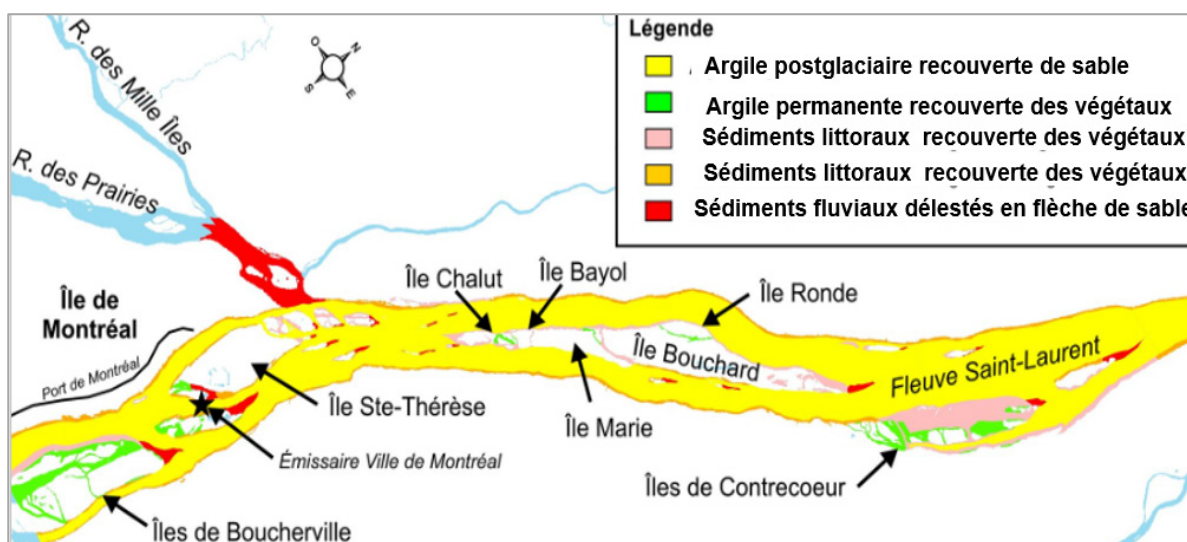 Légende
Argile postglaciaire recouverte de sable
Argile permanente recouverte des végétaux
Sédiments littoraux recouverte des végétaux
Sédiments littoraux recouverte des végétaux
Sédiments fluviaux délestés en flèche de sable
O
N
S
E
R. des Mille Îles
R. des Prairies
Île de
Montréal
Port de Montréal
Île Chalut
Île Bayol
Île Ronde
Île Bouchard
Fleuve Saint-Laurent
Île Ste-Thérèse
Île Marie
Émissaire Ville de Montréal
Îles de Contrecoeur
Îles de Boucherville